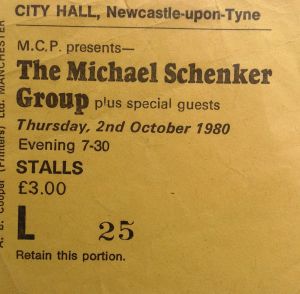 CITY HALL, Newcastle-upon-Tyne
M.C.P. presents—
The Michael Schenker
Group plus special guests
Thursday, 2nd October 1980
Evening 7-30
STALLS
£3.00
L 25
Retain this portion.
A. B. Cooper (Printers) Ltd. MANCHESTER